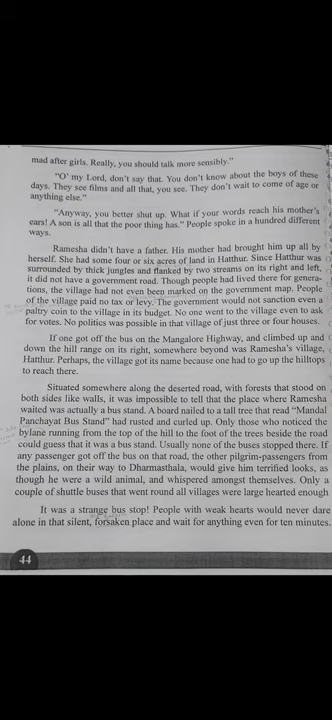 mad after girls. Really, you should talk more sensibly."
"O' my Lord, don't say that. You don't know about the boys of these
days. They see films and all that, you see. They don't wait to come of age or
anything else."
"Anyway, you better shut up. What if your words reach his mother's
ears! A son is all that the poor thing has." People spoke in a hundred different
ways.
Ramesha didn't have a father. His mother had brought him up all by
herself. She had some four or six acres of land in Hatthur. Since Hatthur was
surrounded by thick jungles and flanked by two streams on its right and left,
it did not have a government road. Though people had lived there for genera-
tions, the village had not even been marked on the government map. People
of the village paid no tax or levy. The government would not sanction even a
paltry coin to the village in its budget. No one went to the village even to ask
for votes. No politics was possible in that village of just three or four houses.
If one got off the bus on the Mangalore Highway, and climbed up and
down the hill range on its right, somewhere beyond was Ramesha's village,
Hatthur. Perhaps, the village got its name because one had to go up the hilltops
to reach there.
Situated somewhere along the deserted road, with forests that stood on
both sides like walls, it was impossible to tell that the place where Ramesha
waited was actually a bus stand. A board nailed to a tall tree that read "Mandal
Panchayat Bus Stand" had rusted and curled up. Only those who noticed the
bylane running from the top of the hill to the foot of the trees beside the road
could guess that it was a bus stand. Usually none of the buses stopped there. If
any passenger got off the bus on that road, the other pilgrim-passengers from
the plains, on their way to Dharmasthala, would give him terrified looks, as
though he were a wild animal, and whispered amongst themselves. Only a
couple of shuttle buses that went round all villages were large hearted enough
It was a strange bus stop! People with weak hearts would never dare
alone in that silent, forsaken place and wait for anything even for ten minutes.
44